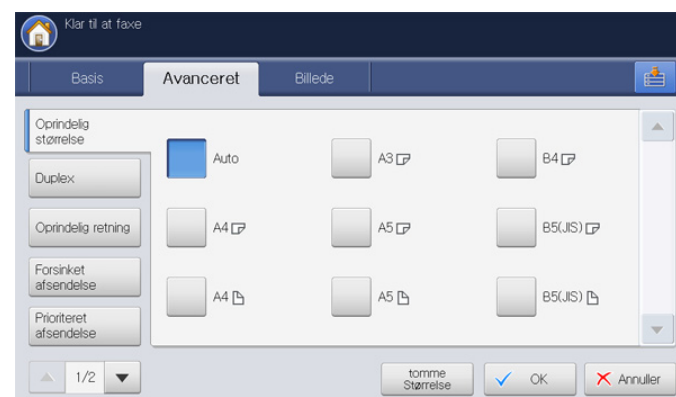 Klar til at faxe
Basis
Avanceret
Billede
Oprindelig
størrelse
Duplex
Oprindelig retning
Forsinket
afsendelse
Prioriteret
afsendelse
Auto
A3
B4
A4
A5
B5(JIS)
A4
A5
B5(JIS)
1/2
tomme
Størrelse
OK
Annuller